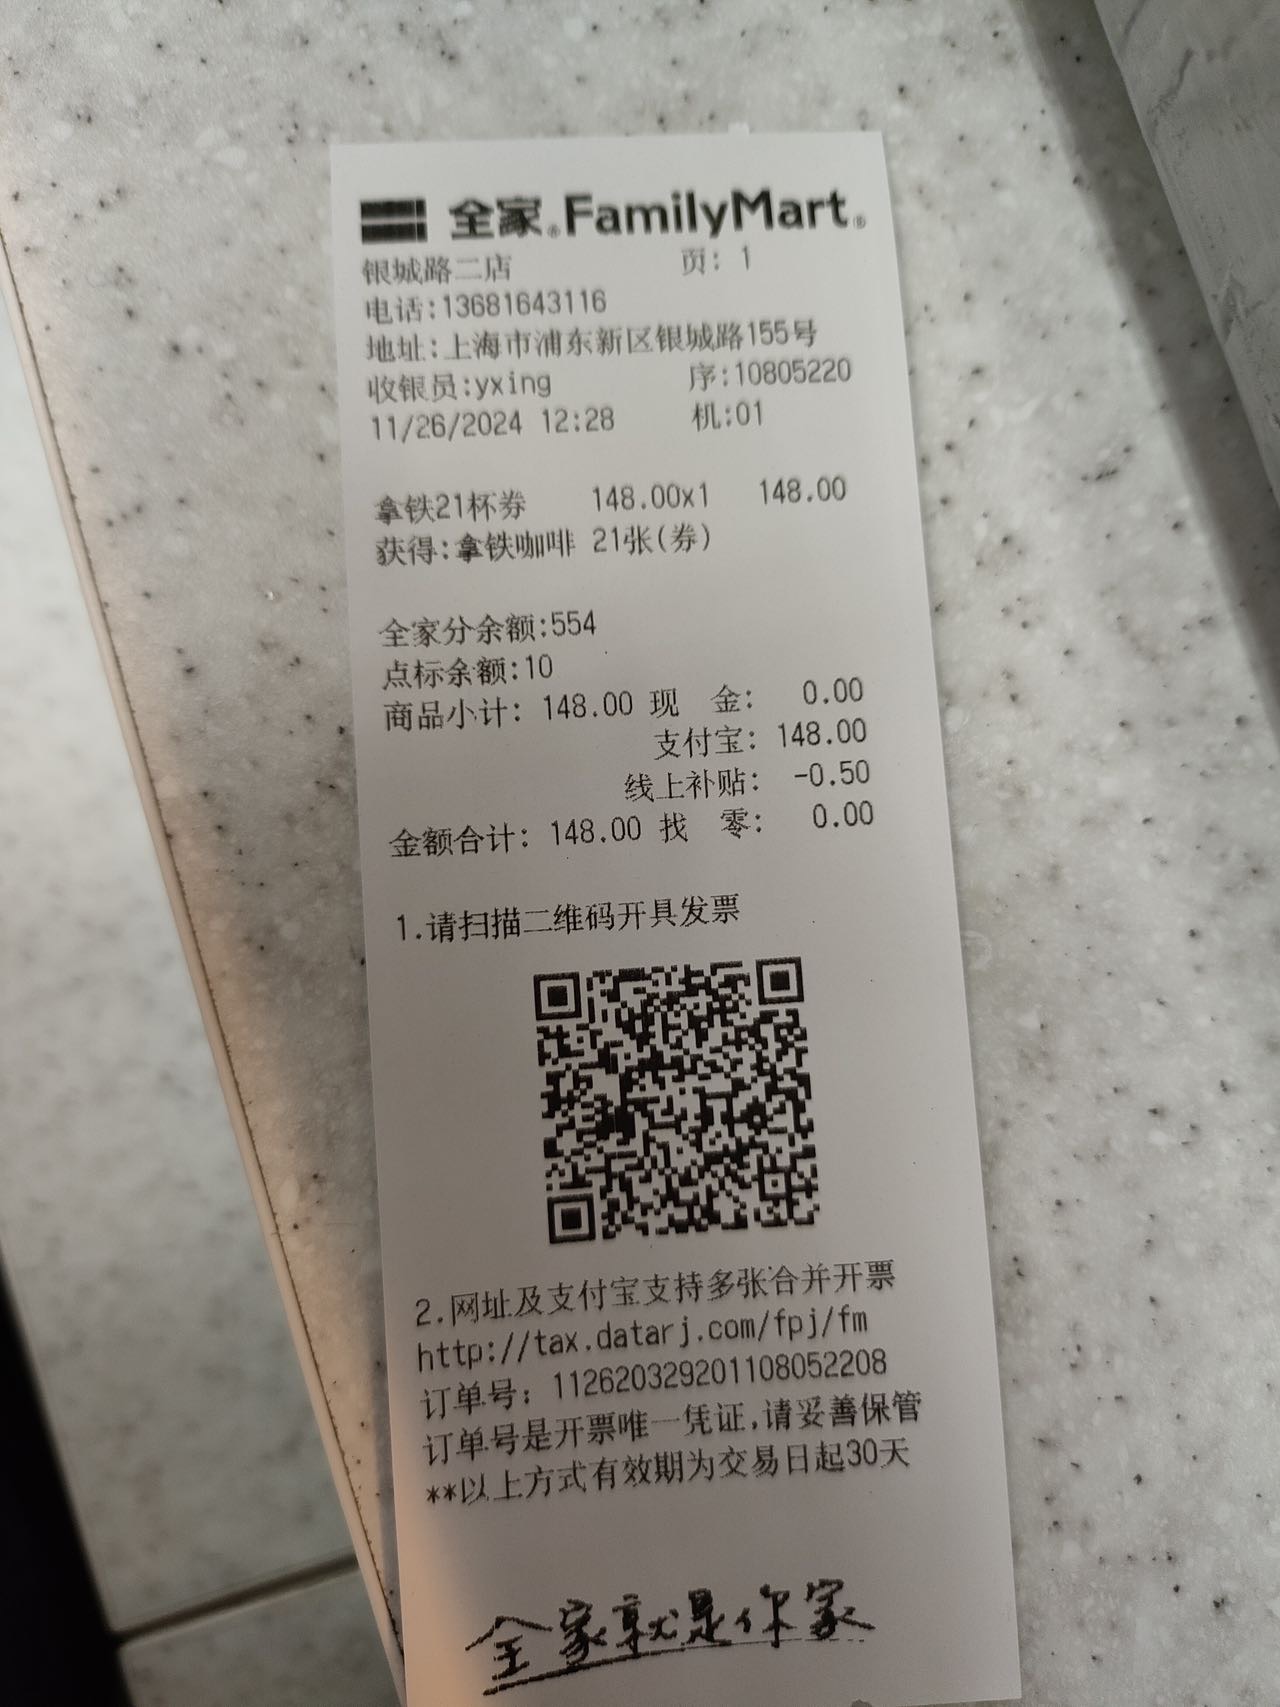 全家®FamilyMart®
银城路二店 页: 1
电话:13681643116
地址:上海市浦东新区银城路155号
收银员:yxing 序:10805220
11/26/2024 12:28 机:01
拿铁21杯券 148.00x1 148.00
获得:拿铁咖啡 21张(券)
全家分余额:554
点标余额:10
商品小计: 148.00 现 金: 0.00
支付宝: 148.00
线上补贴: -0.50
金额合计: 148.00 找 零: 0.00
1.请扫描二维码开具发票
2.网址及支付宝支持多张合并开票
http://tax.datarj.com/fpj/fm
订单号: 112620329201108052208
订单号是开票唯一凭证,请妥善保管
**以上方式有效期为交易日起30天
全家就是你家